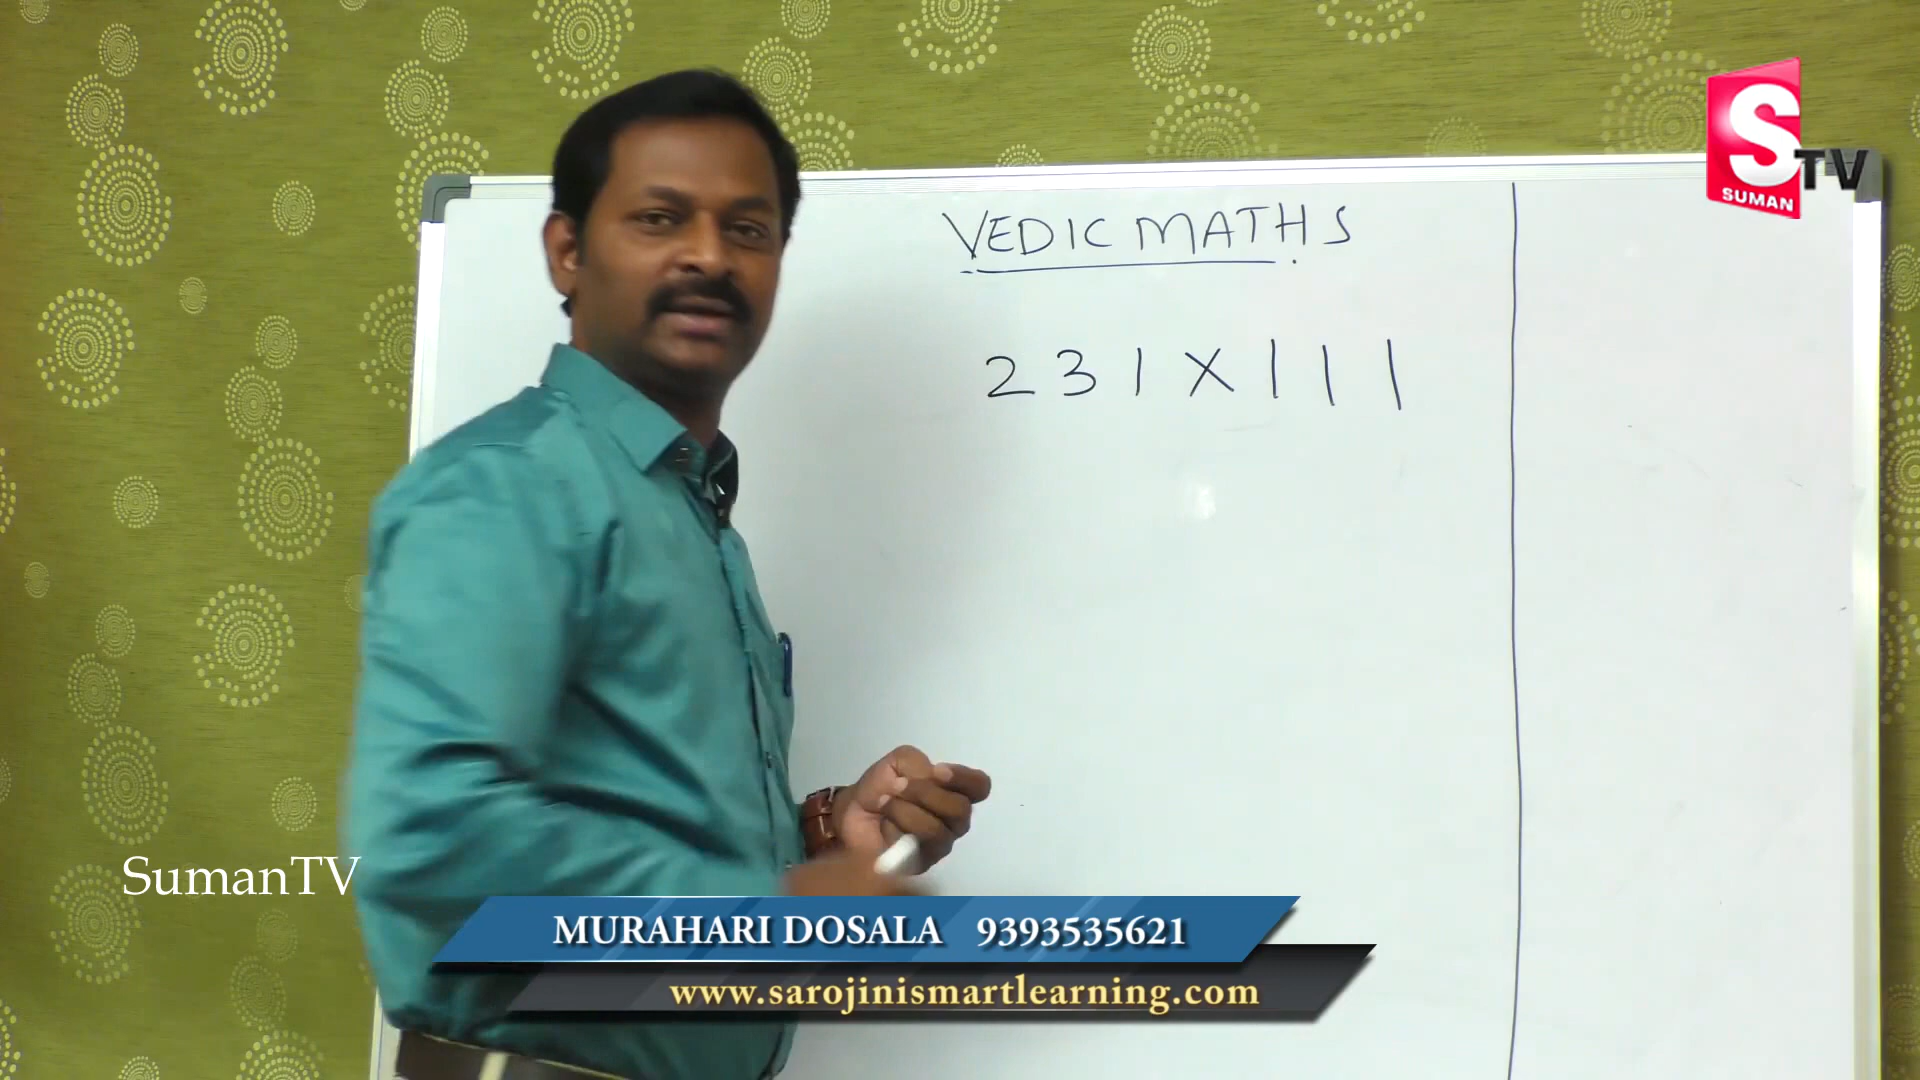 S
TV
SUMAN
VEDIC MATHS
231 X 111
SumanTV
MURAHARI DOSALA 9393535621
www.sarojinismartlearning.com